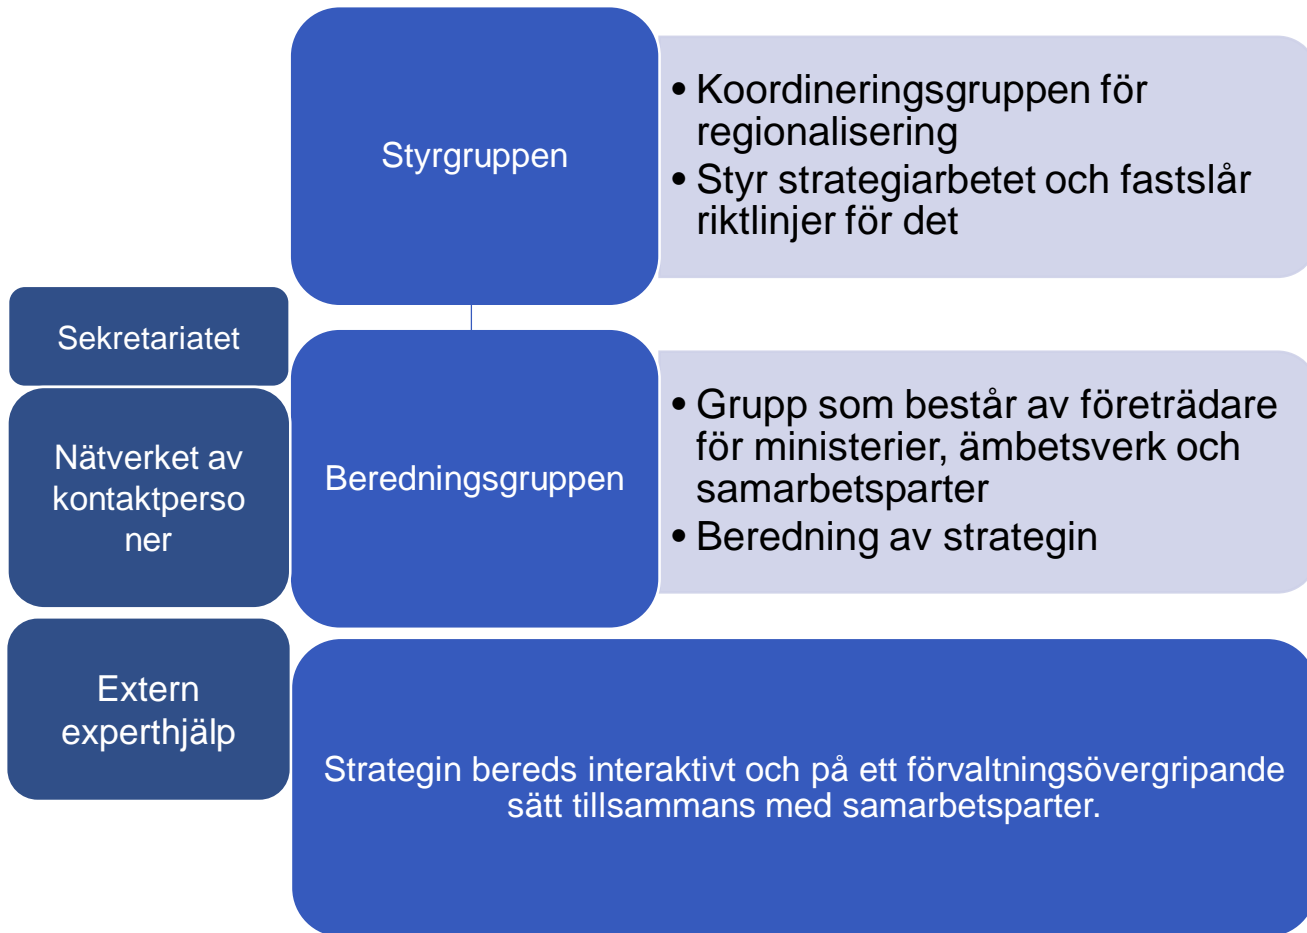 Styrgruppen
• Koordineringsgruppen för
regionalisering
• Styr strategiarbetet och fastslår
riktlinjer för det
Sekretariatet
Nätverket av
kontaktperso
ner
Beredningsgruppen
• Grupp som består av företrädare
för ministerier, ämbetsverk och
samarbetsparter
• Beredning av strategin
Extern
experthjälp
Strategin bereds interaktivt och på ett förvaltningsövergripande
sätt tillsammans med samarbetsparter.